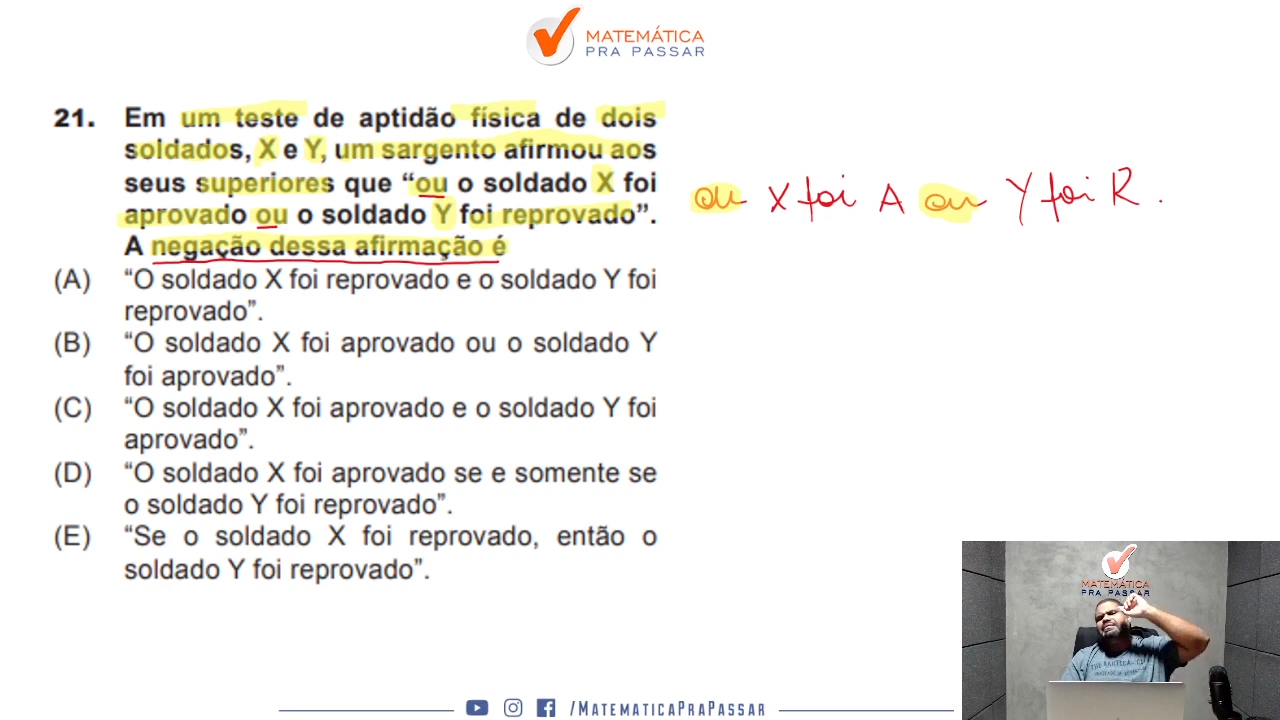 MATEMÁTICA
PRA PASSAR
21. Em um teste de aptidão física de dois
soldados, X e Y, um sargento afirmou aos
seus superiores que “ou o soldado X foi
aprovado ou o soldado Y foi reprovado”.
A negação dessa afirmação é
ou X foi A ou Y foi R.
(A) “O soldado X foi reprovado e o soldado Y foi
reprovado”.
(B) “O soldado X foi aprovado ou o soldado Y
foi aprovado”.
(C) “O soldado X foi aprovado e o soldado Y foi
aprovado”.
(D) “O soldado X foi aprovado se e somente se
o soldado Y foi reprovado”.
(E) “Se o soldado X foi reprovado, então o
soldado Y foi reprovado”.
MATEMÁTICA
PRA PASSAR
/MATEMATICAPRAPASSAR